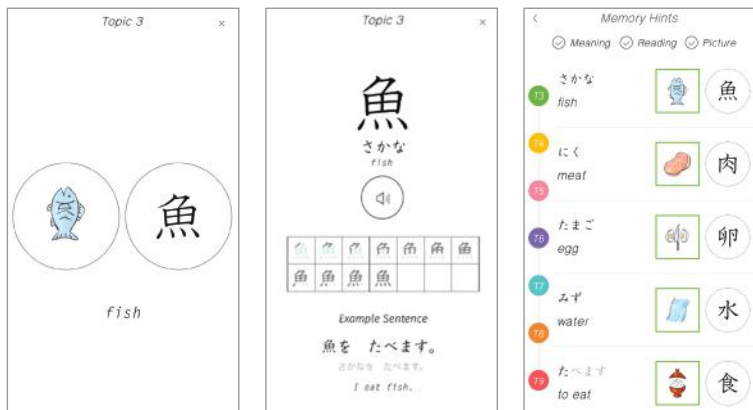 Topic 3
×
魚
fish
Topic 3
×
魚
さかな
fish
魚 魚 魚 魚
Example Sentence
魚を たべます。
さかなを たべます。
I eat fish.
<
Memory Hints
Meaning Reading Picture
T3
さかな
fish
魚
T4
にく
meat
肉
T5
たまご
egg
卵
T6
T7
みず
water
水
T8
T9
たべます
to eat
食